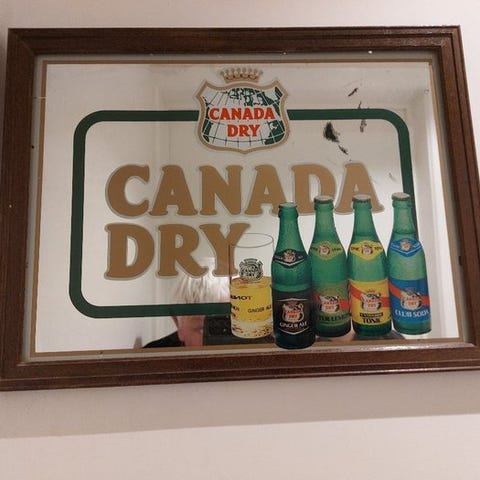 CANADA
DRY
CANADA
DRY
GINGER ALE
GINGER ALE
TONIC
CLUB SODA